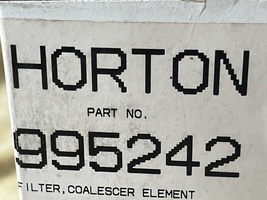 HORTON
PART NO.
995242
FILTER, COALESCER ELEMENT